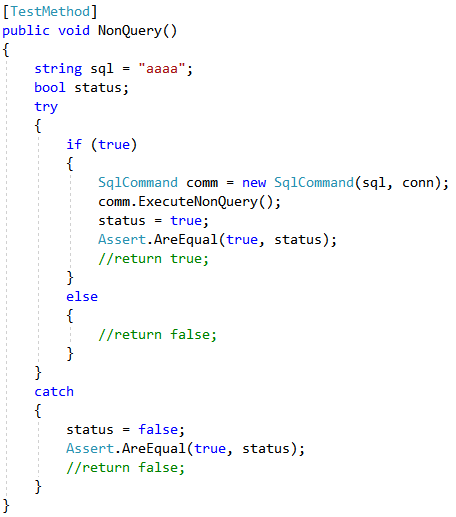 [TestMethod]
public void NonQuery()
{
    string sql = "aaaa";
    bool status;
    try
    {
        if (true)
        {
            SqlCommand comm = new SqlCommand(sql, conn);
            comm.ExecuteNonQuery();
            status = true;
            Assert.AreEqual(true, status);
            //return true;
        }
        else
        {
            //return false;
        }
    }
    catch
    {
        status = false;
        Assert.AreEqual(true, status);
        //return false;
    }
}